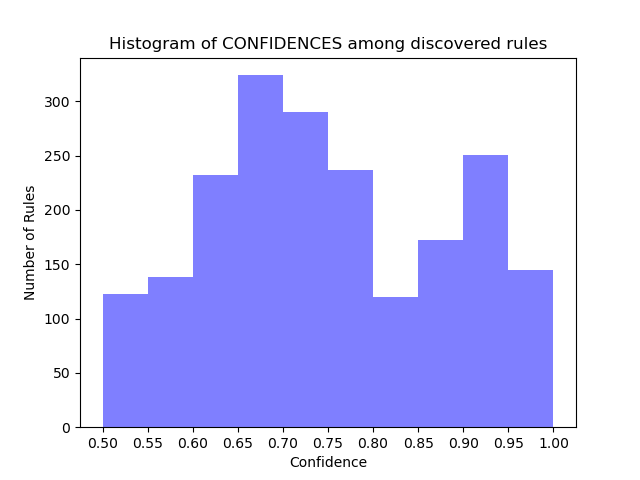 Histogram of CONFIDENCES among discovered rules
300
250
200
150
100
50
0
Number of Rules
0.50 0.55 0.60 0.65 0.70 0.75 0.80 0.85 0.90 0.95 1.00
Confidence